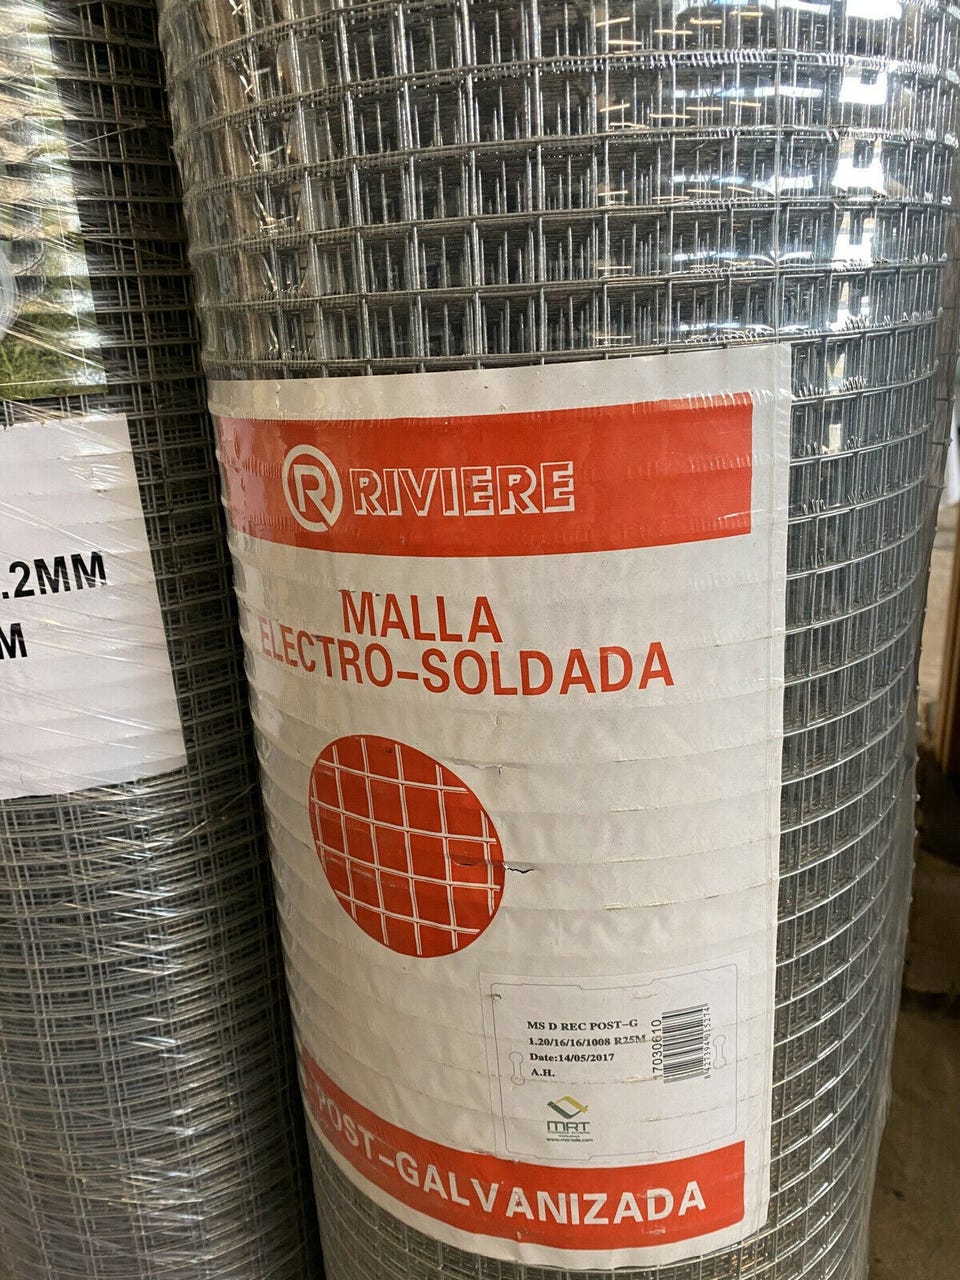 R RIVIERE
MALLA
ELECTRO-SOLDADA
.2MM
M
MS D REC POST-G
1.20/16/16/1008 R25M
Date:14/05/2017
A.H.
17030610
MRT
POST-GALVANIZADA